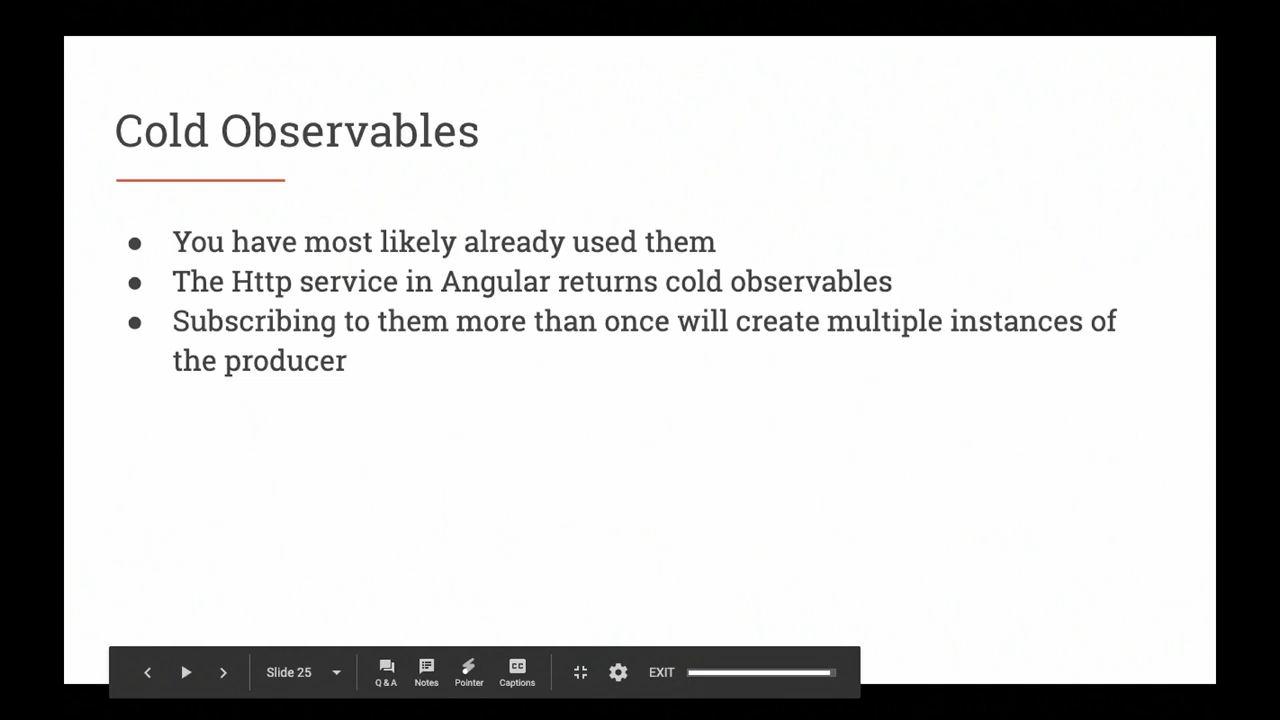 Cold Observables
● You have most likely already used them
● The Http service in Angular returns cold observables
● Subscribing to them more than once will create multiple instances of
the producer
Slide 25
Q & A Notes Pointer Captions
EXIT